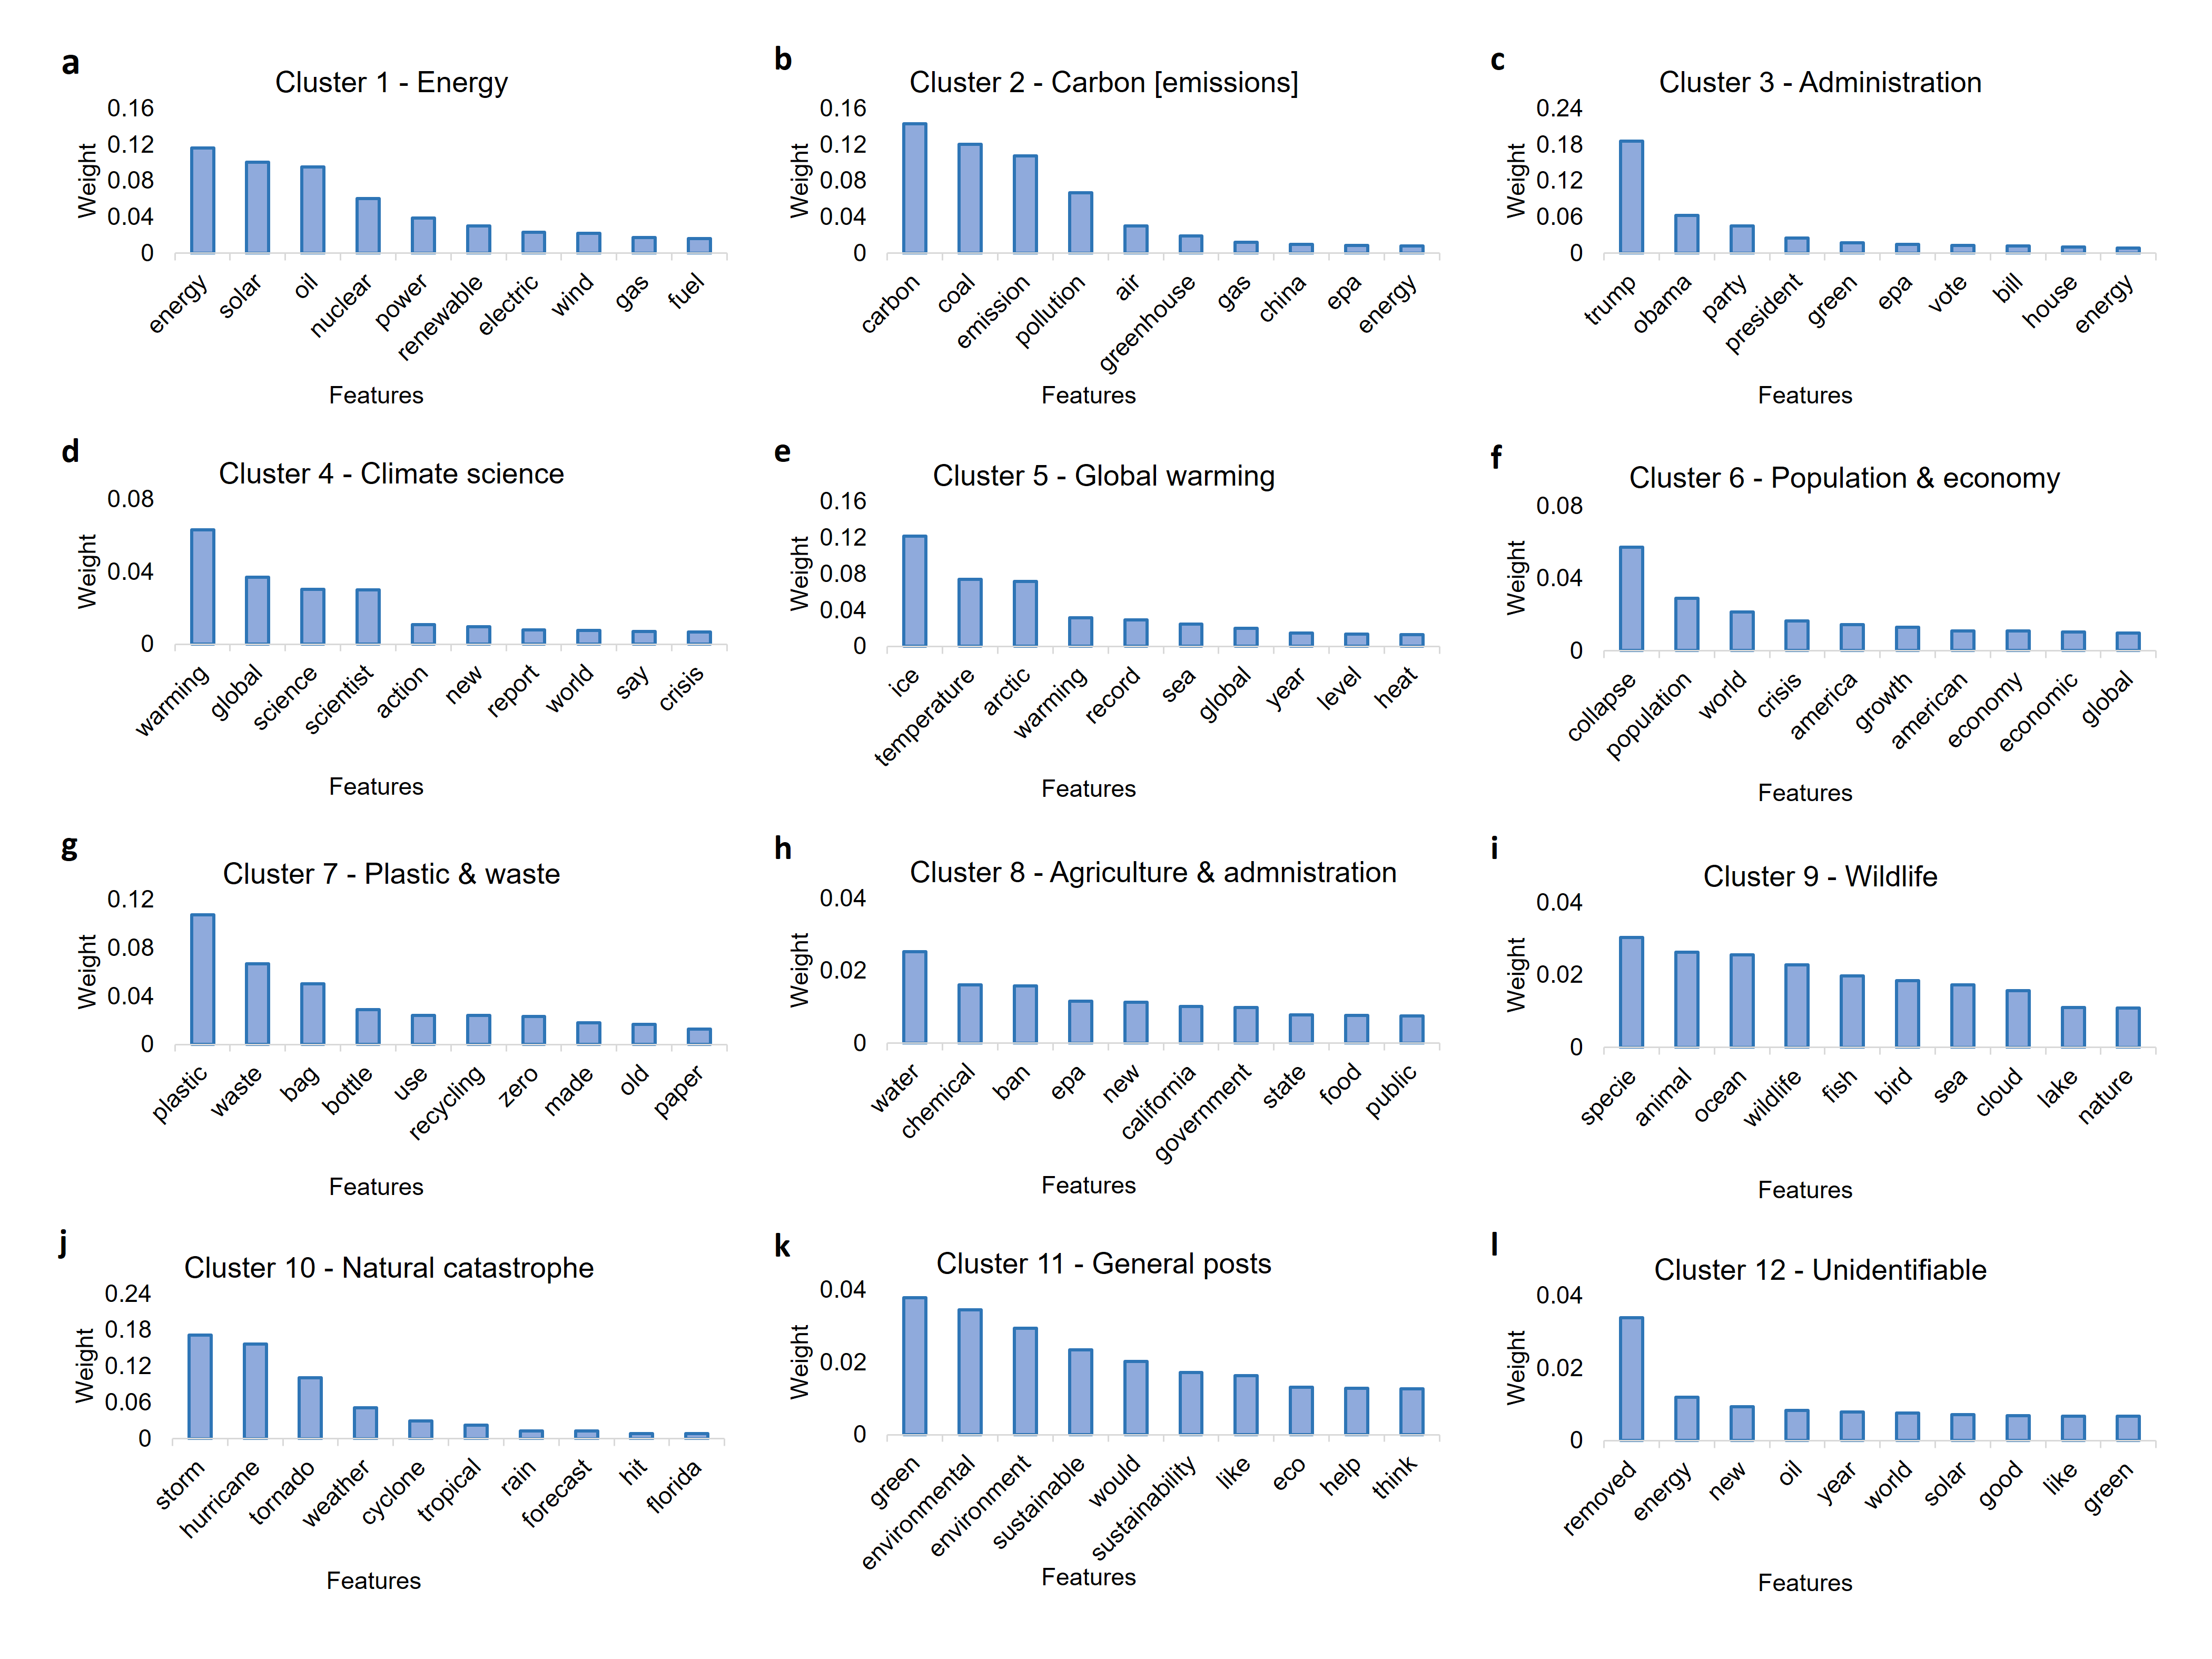 a
Cluster 1 - Energy
Weight
0.16
0.12
0.08
0.04
0
energy
solar
oil
nuclear
power
renewable
electric
wind
gas
fuel
Features
b
Cluster 2 - Carbon [emissions]
Weight
0.16
0.12
0.08
0.04
0
carbon
coal
emission
pollution
air
greenhouse
gas
china
epa
energy
Features
c
Cluster 3 - Administration
Weight
0.24
0.18
0.12
0.06
0
trump
obama
party
president
green
epa
vote
bill
house
energy
Features
d
Cluster 4 - Climate science
Weight
0.08
0.04
0
warming
global
science
scientist
action
new
report
world
say
crisis
Features
e
Cluster 5 - Global warming
Weight
0.16
0.12
0.08
0.04
0
ice
temperature
arctic
warming
record
sea
global
year
level
heat
Features
f
Cluster 6 - Population & economy
Weight
0.08
0.04
0
collapse
population
world
crisis
america
growth
american
economy
economic
global
Features
g
Cluster 7 - Plastic & waste
Weight
0.12
0.08
0.04
0
plastic
waste
bag
bottle
use
recycling
zero
made
old
paper
Features
h
Cluster 8 - Agriculture & admnistration
Weight
0.04
0.02
0
water
chemical
ban
epa
new
california
government
state
food
public
Features
i
Cluster 9 - Wildlife
Weight
0.04
0.02
0
specie
animal
ocean
wildlife
fish
bird
sea
cloud
lake
nature
Features
j
Cluster 10 - Natural catastrophe
Weight
0.24
0.18
0.12
0.06
0
storm
hurricane
tornado
weather
cyclone
tropical
rain
forecast
hit
florida
Features
k
Cluster 11 - General posts
Weight
0.04
0.02
0
green
environmental
environment
sustainable
would
sustainability
like
eco
help
think
Features
l
Cluster 12 - Unidentifiable
Weight
0.04
0.02
0
removed
energy
new
oil
year
world
solar
good
like
green
Features